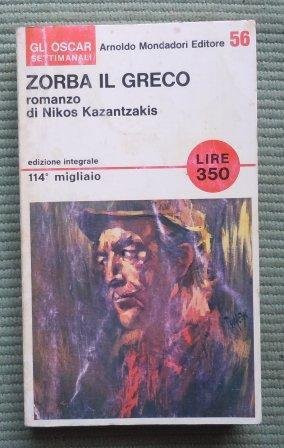 GLI OSCAR
SETTIMANALI
Arnoldo Mondadori Editore 56
ZORBA IL GRECO
romanzo
di Nikos Kazantzakis
edizione integrale
114° migliaio
LIRE
350